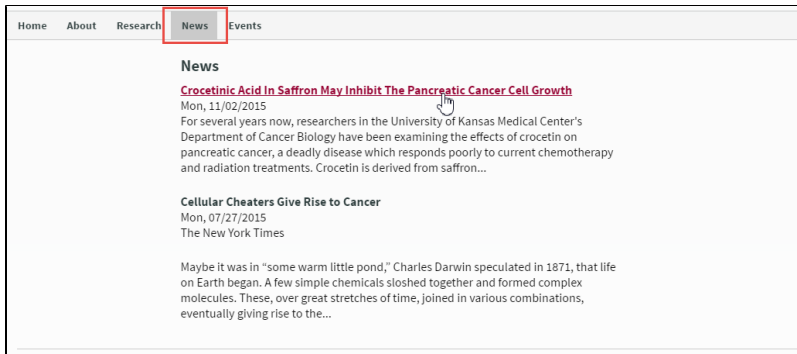 Home About Research News Events
News
Crocetinic Acid In Saffron May Inhibit The Pancreatic Cancer Cell Growth
Mon, 11/02/2015
For several years now, researchers in the University of Kansas Medical Center's
Department of Cancer Biology have been examining the effects of crocetin on
pancreatic cancer, a deadly disease which responds poorly to current chemotherapy
and radiation treatments. Crocetin is derived from saffron...
Cellular Cheaters Give Rise to Cancer
Mon, 07/27/2015
The New York Times
Maybe it was in “some warm little pond,” Charles Darwin speculated in 1871, that life
on Earth began. A few simple chemicals sloshed together and formed complex
molecules. These, over great stretches of time, joined in various combinations,
eventually giving rise to the...